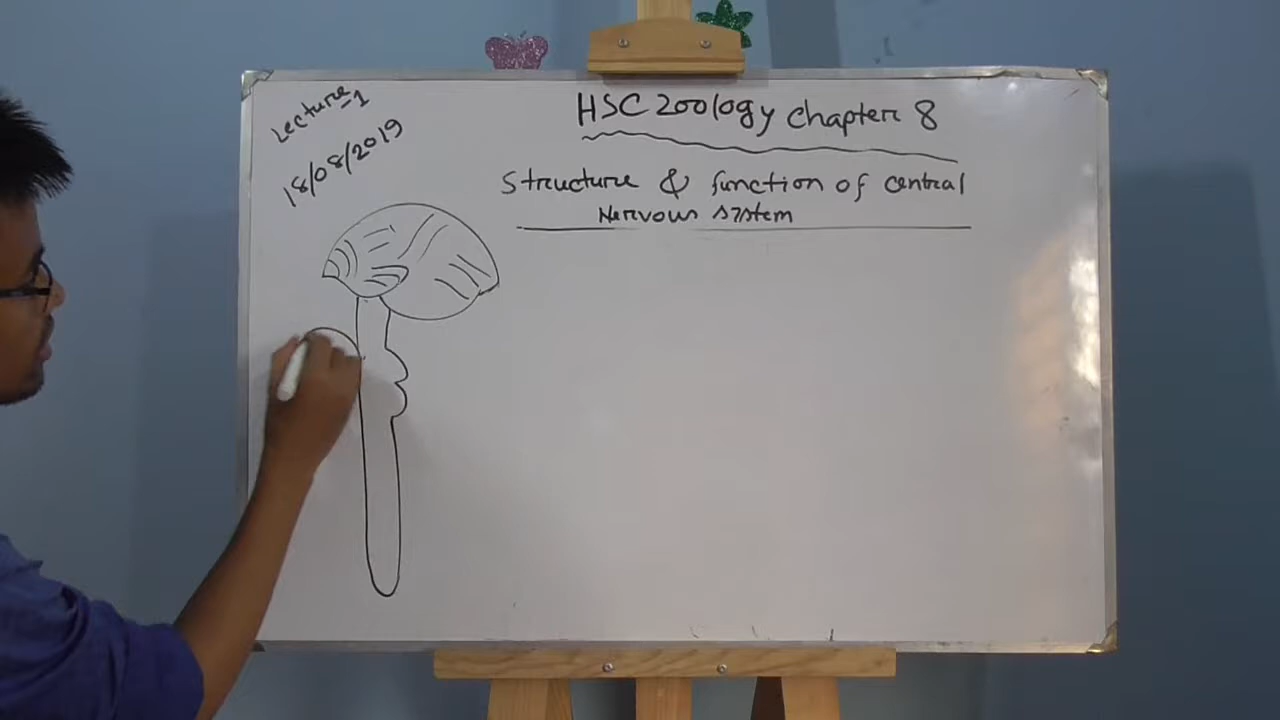 Lecture-1
18/08/2019
HSC Zoology Chapter 8
Structure & function of central
Nervous system